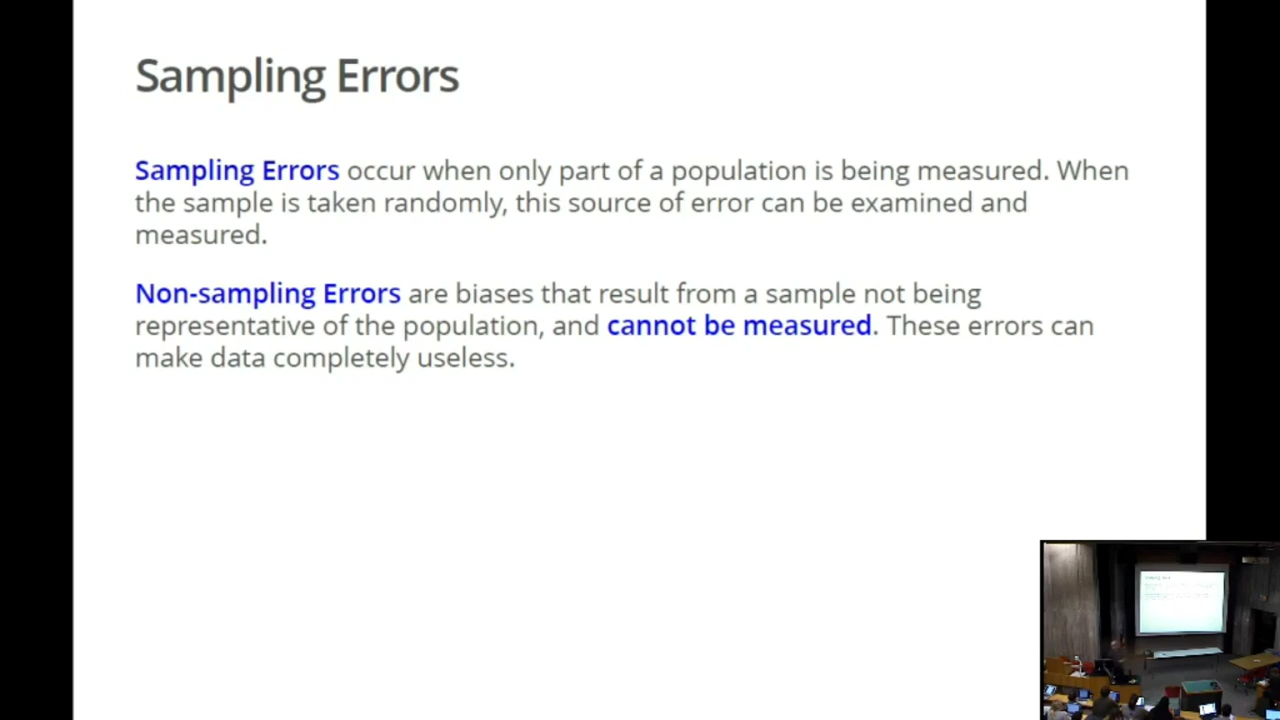 Sampling Errors
Sampling Errors occur when only part of a population is being measured. When
the sample is taken randomly, this source of error can be examined and
measured.
Non-sampling Errors are biases that result from a sample not being
representative of the population, and cannot be measured. These errors can
make data completely useless.